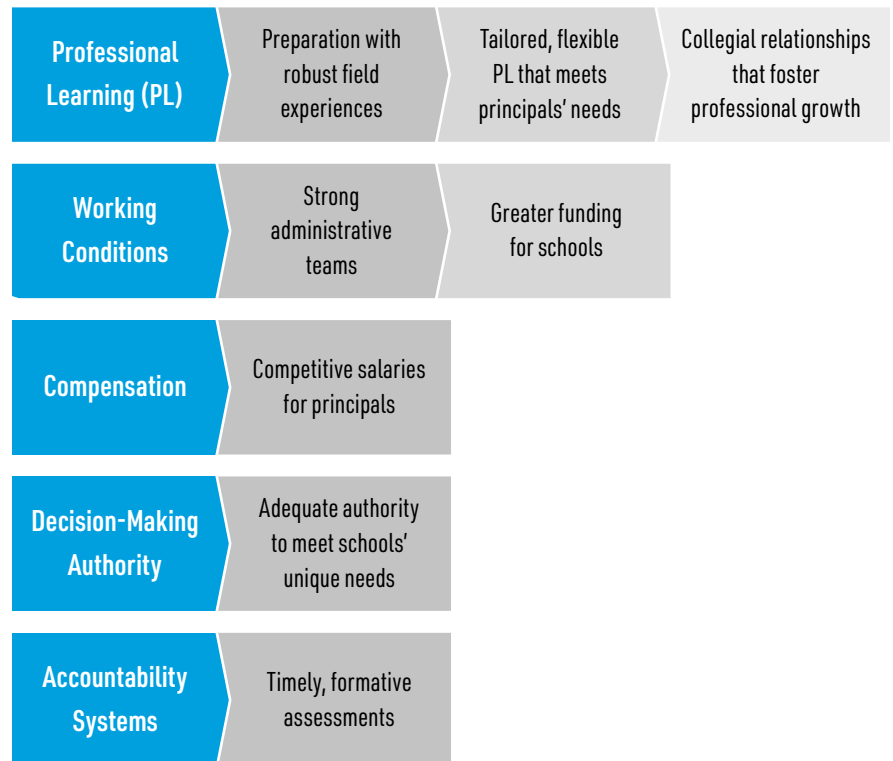 Professional
Learning (PL)
Preparation with
robust field
experiences
Tailored, flexible
PL that meets
principals’ needs
Collegial relationships
that foster
professional growth
Working
Conditions
Strong
administrative
teams
Greater funding
for schools
Compensation
Competitive salaries
for principals
Decision-Making
Authority
Adequate authority
to meet schools’
unique needs
Accountability
Systems
Timely, formative
assessments